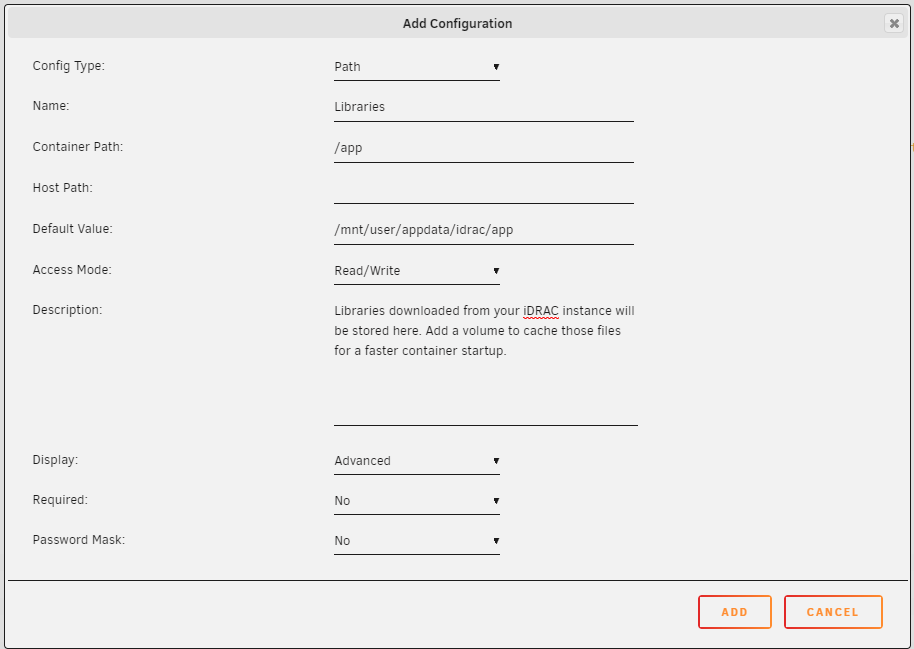 Add Configuration
Config Type: Path
Name: Libraries
Container Path: /app
Host Path:
Default Value: /mnt/user/appdata/idrac/app
Access Mode: Read/Write
Description: Libraries downloaded from your iDRAC instance will
be stored here. Add a volume to cache those files
for a faster container startup.
Display: Advanced
Required: No
Password Mask: No
ADD CANCEL